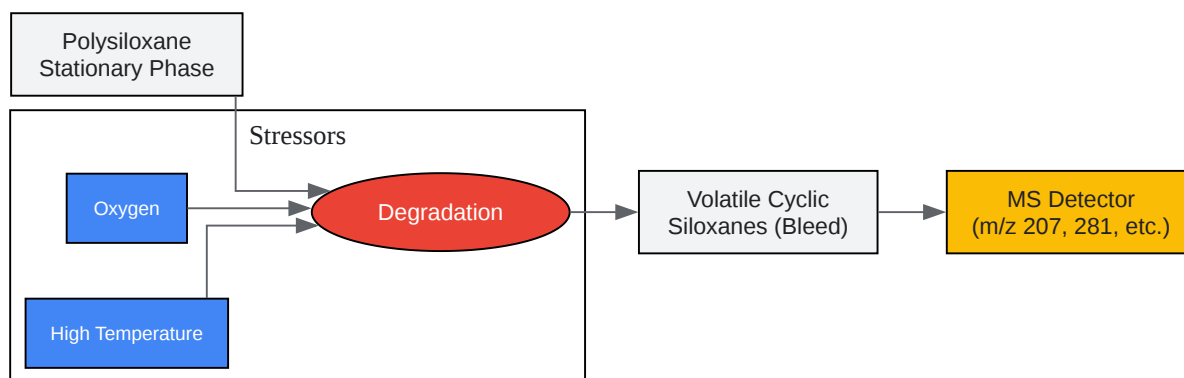 Polysiloxane
Stationary Phase
Stressors
Oxygen
Degradation
High Temperature
Volatile Cyclic
Siloxanes (Bleed)
MS Detector
(m/z 207, 281, etc.)